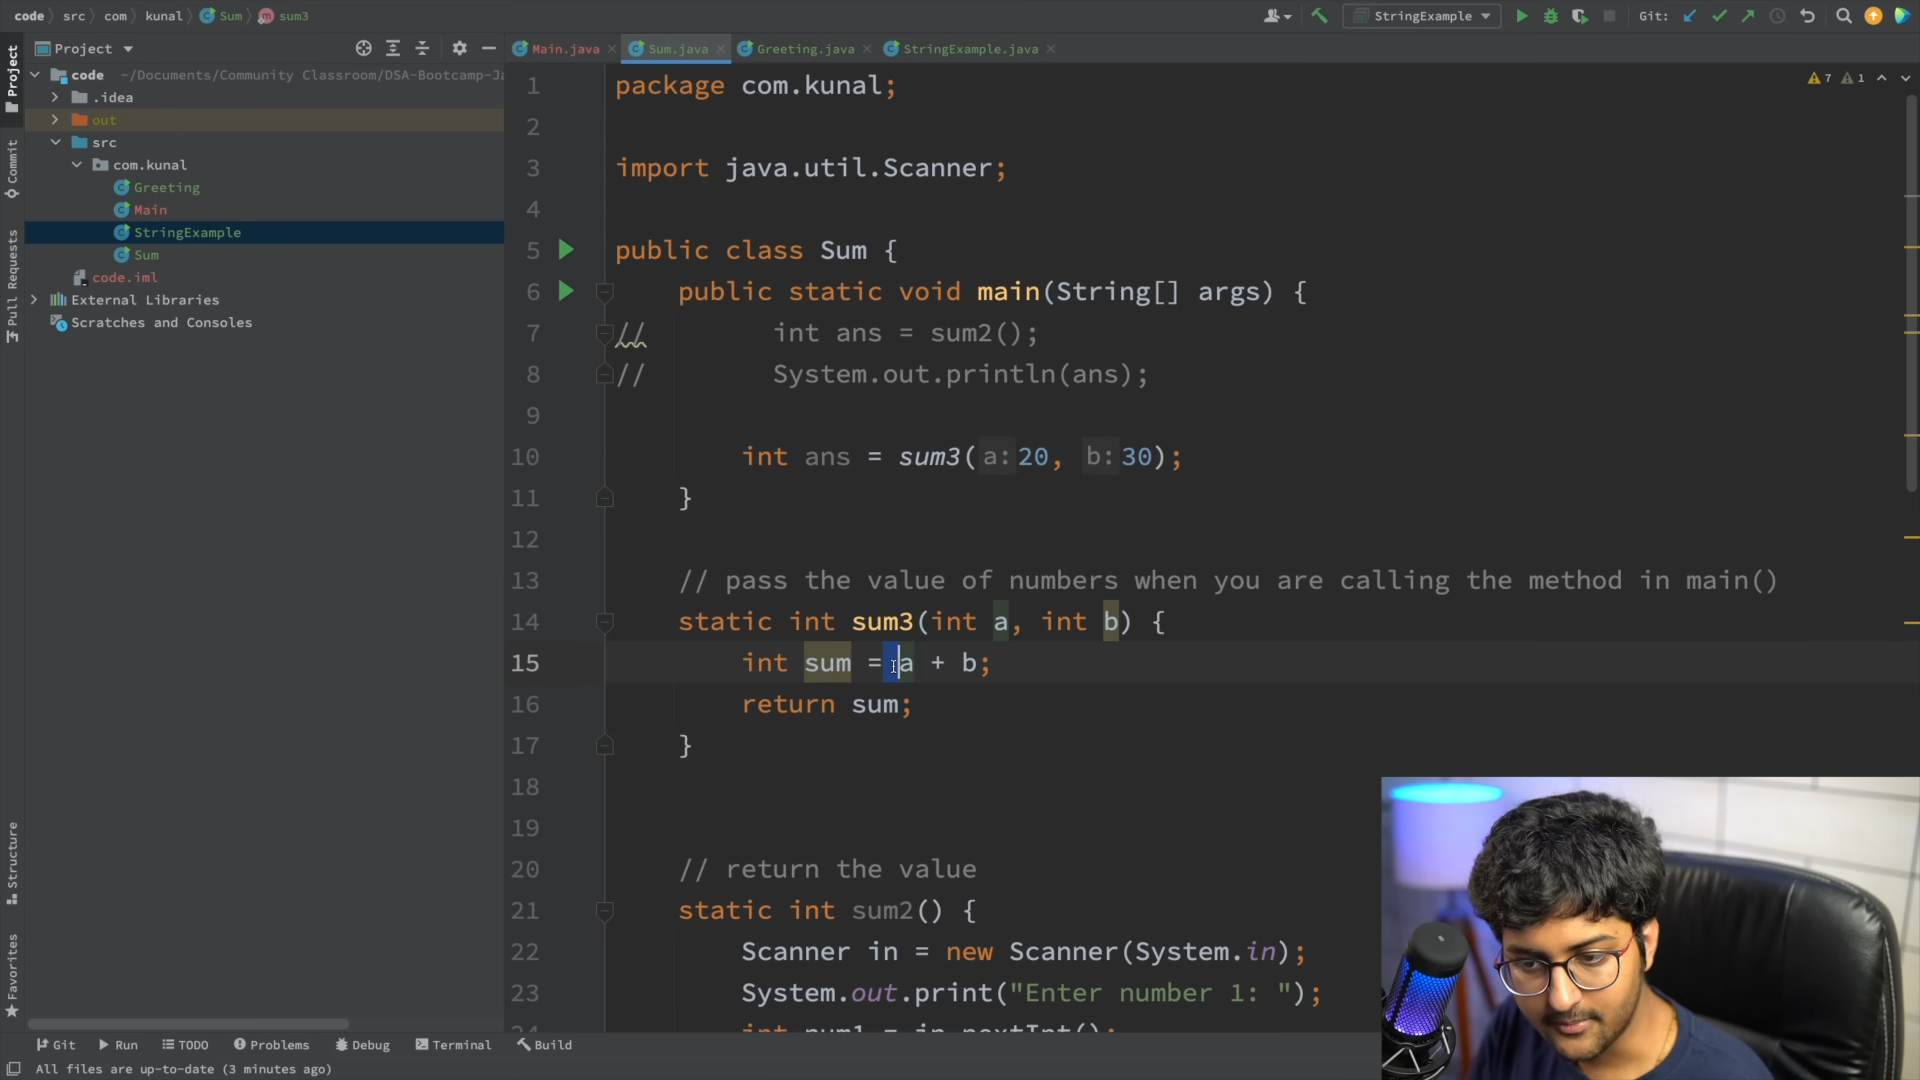 code src com kunal Sum sum3
StringExample
Git:
Project
Main.java
Sum.java
Greeting.java
StringExample.java
Project
Commit
Pull Requests
Structure
Favorites
code ~/Documents/Community Classroom/DSA-Bootcamp-Ja
.idea
out
src
com.kunal
Greeting
Main
StringExample
Sum
code.iml
External Libraries
Scratches and Consoles
7 1
1 package com.kunal;
2
3 import java.util.Scanner;
4
5 public class Sum {
6 public static void main(String[] args) {
7 // int ans = sum2();
8 // System.out.println(ans);
9
10 int ans = sum3( a: 20, b: 30);
11 }
12
13 // pass the value of numbers when you are calling the method in main()
14 static int sum3(int a, int b) {
15 int sum = a + b;
16 return sum;
17 }
18
19
20 // return the value
21 static int sum2() {
22 Scanner in = new Scanner(System.in);
23 System.out.print("Enter number 1: ");
24 int num1 = in.nextInt();
Git Run TODO Problems Debug Terminal Build
All files are up-to-date (3 minutes ago)